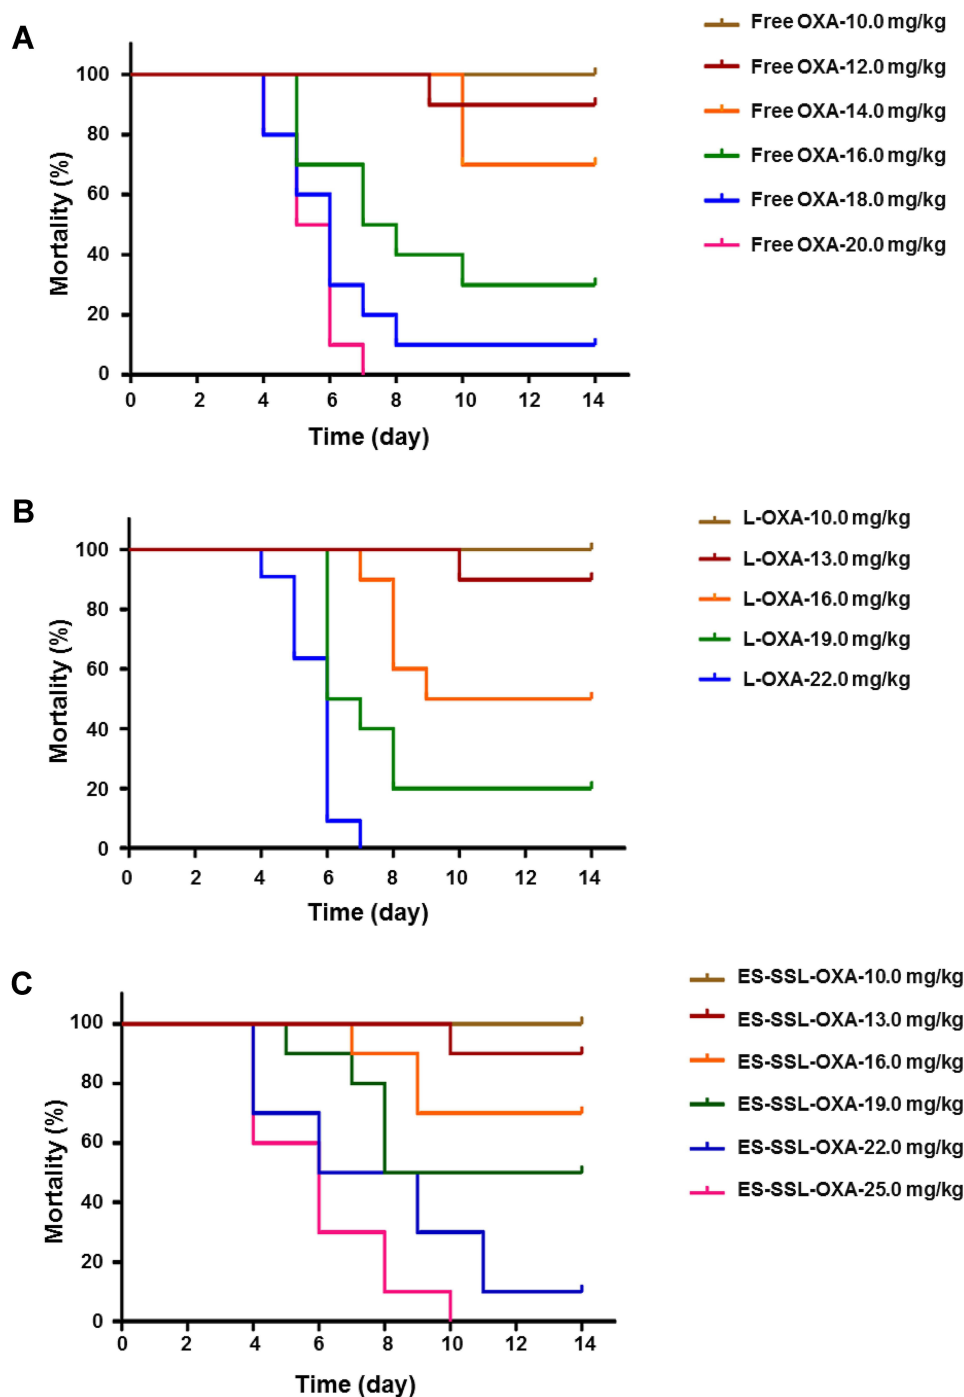 A
Free OXA-10.0 mg/kg
Free OXA-12.0 mg/kg
Free OXA-14.0 mg/kg
Free OXA-16.0 mg/kg
Free OXA-18.0 mg/kg
Free OXA-20.0 mg/kg
Mortality (%)
100
80
60
40
20
0
0 2 4 6 8 10 12 14
Time (day)
B
L-OXA-10.0 mg/kg
L-OXA-13.0 mg/kg
L-OXA-16.0 mg/kg
L-OXA-19.0 mg/kg
L-OXA-22.0 mg/kg
Mortality (%)
100
80
60
40
20
0
0 2 4 6 8 10 12 14
Time (day)
C
ES-SSL-OXA-10.0 mg/kg
ES-SSL-OXA-13.0 mg/kg
ES-SSL-OXA-16.0 mg/kg
ES-SSL-OXA-19.0 mg/kg
ES-SSL-OXA-22.0 mg/kg
ES-SSL-OXA-25.0 mg/kg
Mortality (%)
100
80
60
40
20
0
0 2 4 6 8 10 12 14
Time (day)